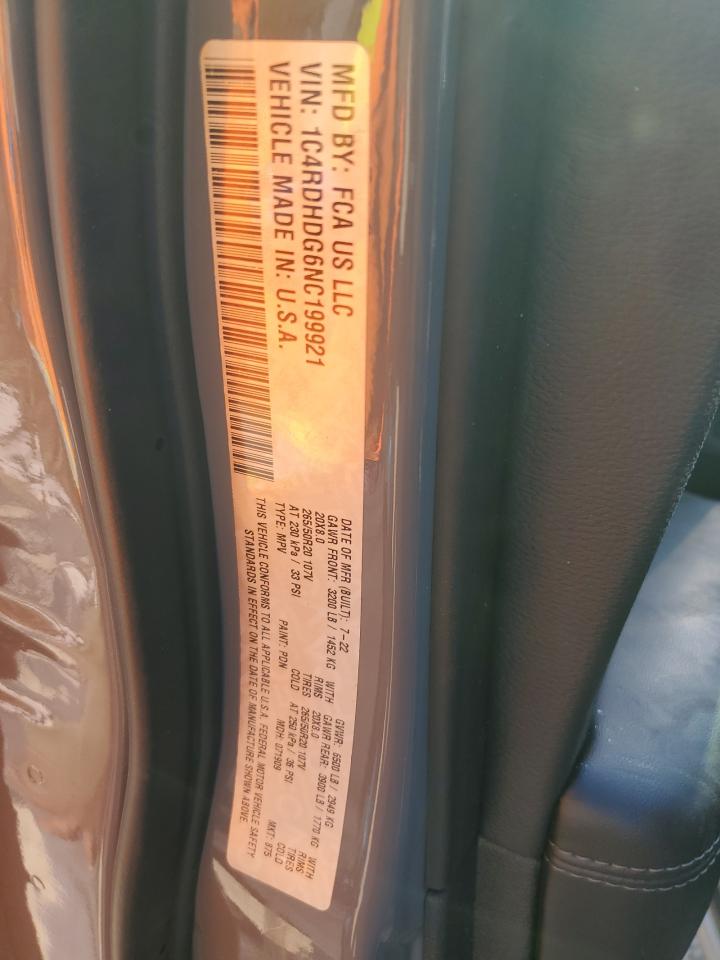 MFD BY: FCA US LLC
VIN: 1C4RDHDG6NC199921
VEHICLE MADE IN: U.S.A.
DATE OF MFR (BUILT): 7-22 GVWR: 6500 LB / 2949 KG
GAWR FRONT: 3200 LB / 1452 KG WITH GAWR REAR: 3900 LB / 1770 KG WITH
20X8.0 RIMS 20X8.0 RIMS
265/50R20 107V TIRES 265/50R20 107V TIRES
AT 230 kPa / 33 PSI COLD AT 250 kPa / 36 PSI COLD
TYPE: MPV PAINT: PDN MDH: 071909 MKT: 875
THIS VEHICLE CONFORMS TO ALL APPLICABLE U.S.A. FEDERAL MOTOR VEHICLE SAFETY
STANDARDS IN EFFECT ON THE DATE OF MANUFACTURE SHOWN ABOVE.